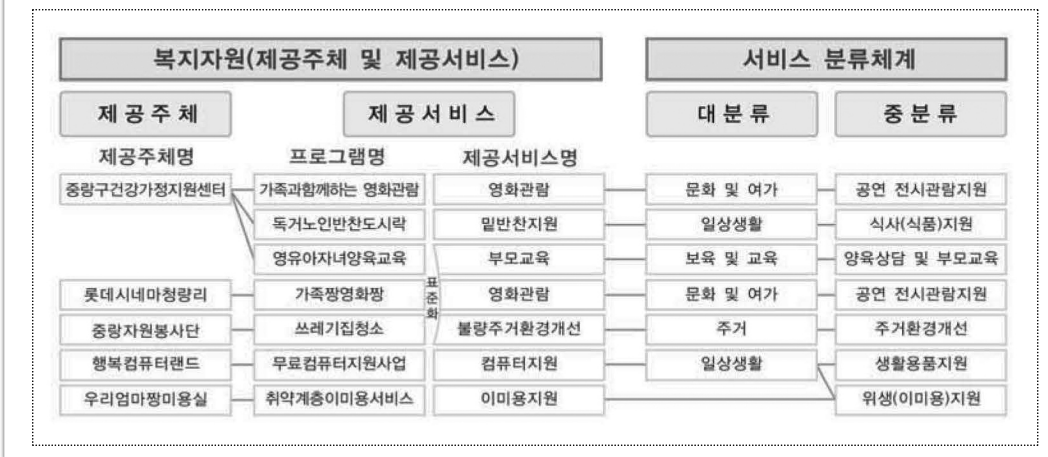 복지자원(제공주체 및 제공서비스) 서비스 분류체계
제공주체 제공서비스 대분류 중분류
제공주체명 프로그램명 제공서비스명
중랑구건강가정지원센터 가족과함께하는 영화관람 영화관람 문화 및 여가 공연 전시관람지원
독거노인반찬도시락 밑반찬지원 일상생활 식사(식품)지원
영유아자녀양육교육 부모교육 보육 및 교육 양육상담 및 부모교육
표준화
롯데시네마청량리 가족짱영화짱 영화관람 문화 및 여가 공연 전시관람지원
중랑자원봉사단 쓰레기집청소 불량주거환경개선 주거 주거환경개선
행복컴퓨터랜드 무료컴퓨터지원사업 컴퓨터지원 일상생활 생활용품지원
우리엄마짱미용실 취약계층이미용서비스 이미용지원 위생(이미용)지원